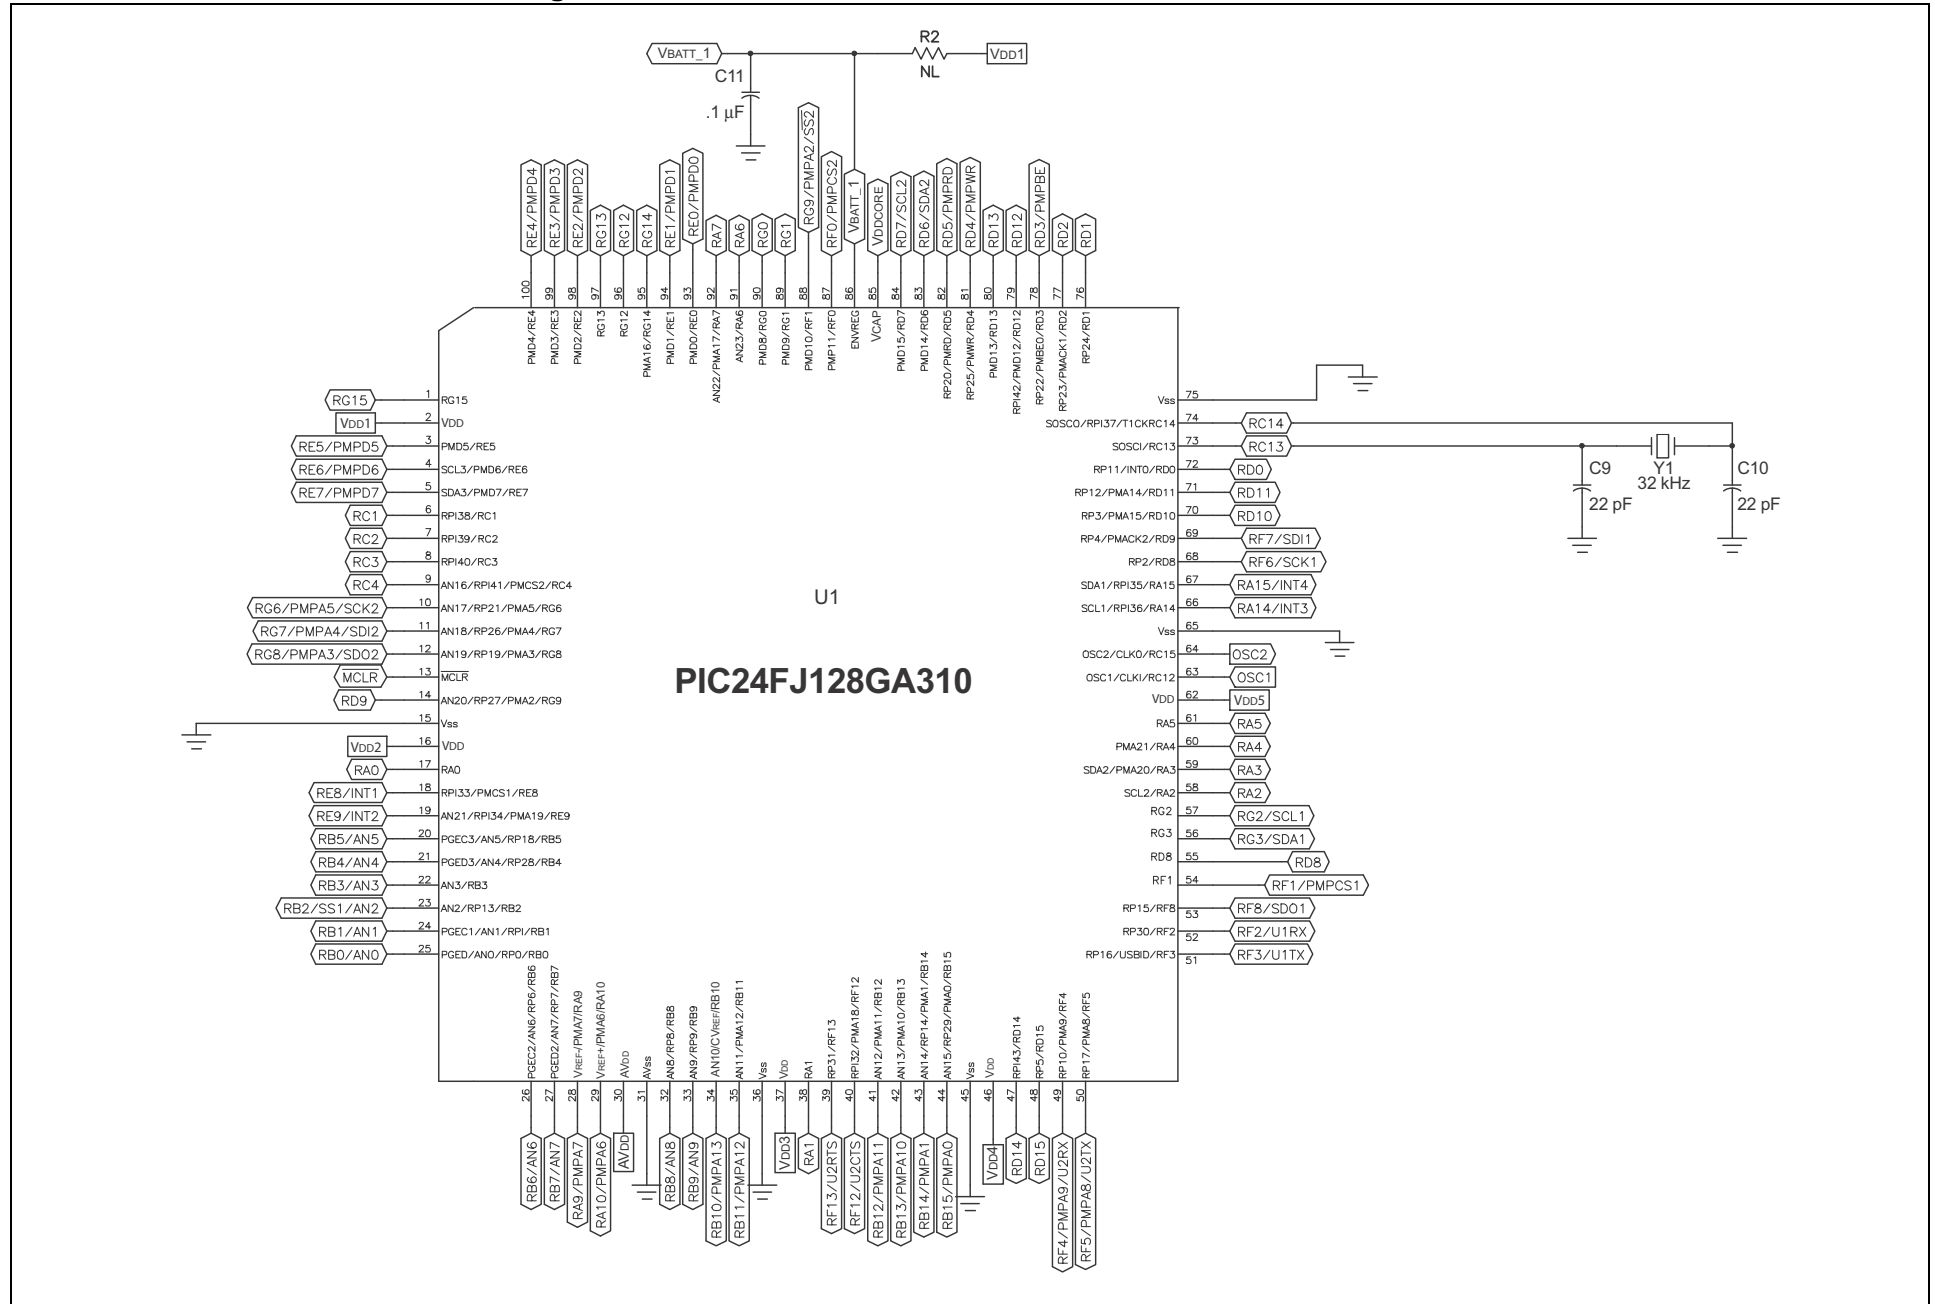 R2
VBATT_1
VDD1
NL
C11
.1 µF
RE4/PMPD4
RE3/PMPD3
RE2/PMPD2
RG13
RG12
RG14
RE1/PMPD1
RE0/PMPD0
RA7
RA6
RG0
RG1
RG9/PMPA2/SS2
RF0/PMPCS2
VBATT_1
VDDCORE
RD7/SCL2
RD6/SDA2
RD5/PMPRD
RD4/PMPWR
RD13
RD12
RD3/PMPBE
RD2
RD1
100
99
98
97
96
95
94
93
92
91
90
89
88
87
86
85
84
83
82
81
80
79
78
77
76
PMD4/RE4
PMD3/RE3
PMD2/RE2
RG13
RG12
PMA16/RG14
PMD1/RE1
PMD0/RE0
AN22/PMA17/RA7
AN23/RA6
PMD8/RG0
PMD9/RG1
PMD10/RF1
PMP11/RF0
ENVREG
VCAP
PMD15/RD7
PMD14/RD6
RP20/PMRD/RD5
RP25/PMWR/RD4
PMD13/RD13
RPI42/PMD12/RD12
RP22/PMBE0/RD3
RP23/PMACK1/RD2
RP24/RD1
RG15 1 RG15
VDD1 2 VDD
RE5/PMPD5 3 PMD5/RE5
RE6/PMPD6 4 SCL3/PMD6/RE6
RE7/PMPD7 5 SDA3/PMD7/RE7
RC1 6 RPI38/RC1
RC2 7 RPI39/RC2
RC3 8 RPI40/RC3
RC4 9 AN16/RPI41/PMCS2/RC4
RG6/PMPA5/SCK2 10 AN17/RP21/PMA5/RG6
RG7/PMPA4/SDI2 11 AN18/RP26/PMA4/RG7
RG8/PMPA3/SDO2 12 AN19/RP19/PMA3/RG8
MCLR 13 MCLR
RD9 14 AN20/RP27/PMA2/RG9
15 Vss
VDD2 16 VDD
RA0 17 RA0
RE8/INT1 18 RPI33/PMCS1/RE8
RE9/INT2 19 AN21/RPI34/PMA19/RE9
RB5/AN5 20 PGEC3/AN5/RP18/RB5
RB4/AN4 21 PGED3/AN4/RP28/RB4
RB3/AN3 22 AN3/RB3
RB2/SS1/AN2 23 AN2/RP13/RB2
RB1/AN1 24 PGEC1/AN1/RPI/RB1
RB0/AN0 25 PGED/AN0/RP0/RB0
U1
PIC24FJ128GA310
Vss 75
SOSCO/RPI37/T1CKRC14 74 RC14
SOSCI/RC13 73 RC13
RP11/INT0/RD0 72 RD0
RP12/PMA14/RD11 71 RD11
RP3/PMA15/RD10 70 RD10
RP4/PMACK2/RD9 69 RF7/SDI1
RP2/RD8 68 RF6/SCK1
SDA1/RPI35/RA15 67 RA15/INT4
SCL1/RPI36/RA14 66 RA14/INT3
Vss 65
OSC2/CLKO/RC15 64 OSC2
OSC1/CLKI/RC12 63 OSC1
VDD 62 VDD5
RA5 61 RA5
PMA21/RA4 60 RA4
SDA2/PMA20/RA3 59 RA3
SCL2/RA2 58 RA2
RG2 57 RG2/SCL1
RG3 56 RG3/SDA1
RD8 55 RD8
RF1 54 RF1/PMPCS1
RP15/RF8 53 RF8/SDO1
RP30/RF2 52 RF2/U1RX
RP16/USBID/RF3 51 RF3/U1TX
C9
22 pF
Y1
32 kHz
C10
22 pF
PGEC2/AN6/RP6/RB6
PGED2/AN7/RP7/RB7
VREF-/PMA7/RA9
VREF+/PMA6/RA10
AVDD
AVss
AN8/RP8/RB8
AN9/RP9/RB9
AN10/CVREF/RB10
AN11/PMA12/RB11
Vss
VDD
RA1
RP31/RF13
RPI32/PMA18/RF12
AN12/PMA11/RB12
AN13/PMA10/RB13
AN14/RP14/PMA1/RB14
AN15/RP29/PMA0/RB15
Vss
VDD
RPI43/RD14
RP5/RD15
RP10/PMA9/RF4
RP17/PMA8/RF5
26
27
28
29
30
31
32
33
34
35
36
37
38
39
40
41
42
43
44
45
46
47
48
49
50
RB6/AN6
RB7/AN7
RA9/PMPA7
RA10/PMPA6
AVDD
RB8/AN8
RB9/AN9
RB10/PMPA13
RB11/PMPA12
VDD3
RA1
RF13/U2RTS
RF12/U2CTS
RB12/PMPA11
RB13/PMPA10
RB14/PMPA1
RB15/PMPA0
VDD4
RD14
RD15
RF4/PMPA9/U2RX
RF5/PMPA8/U2TX